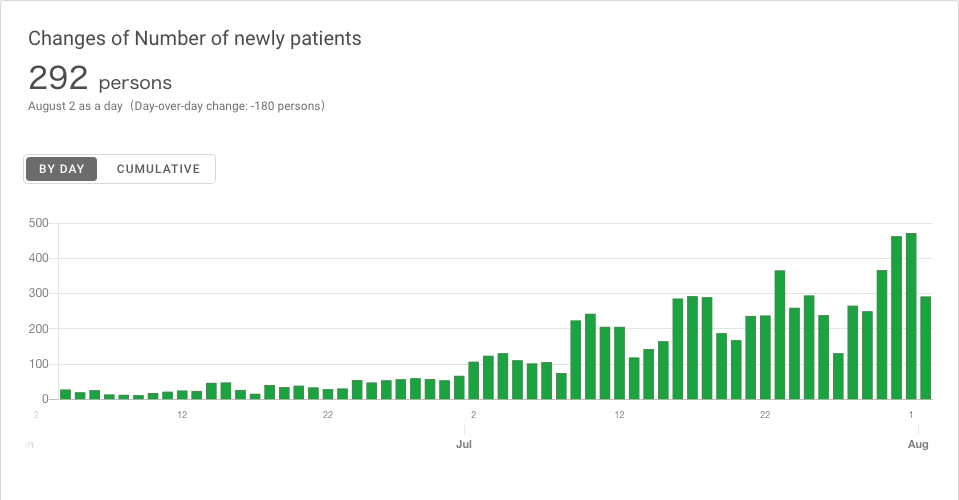 Changes of Number of newly patients
292 persons
August 2 as a day（Day-over-day change: -180 persons）
BY DAY CUMULATIVE
500
400
300
200
100
0
2 12 22 2 12 22 1
n Jul Aug